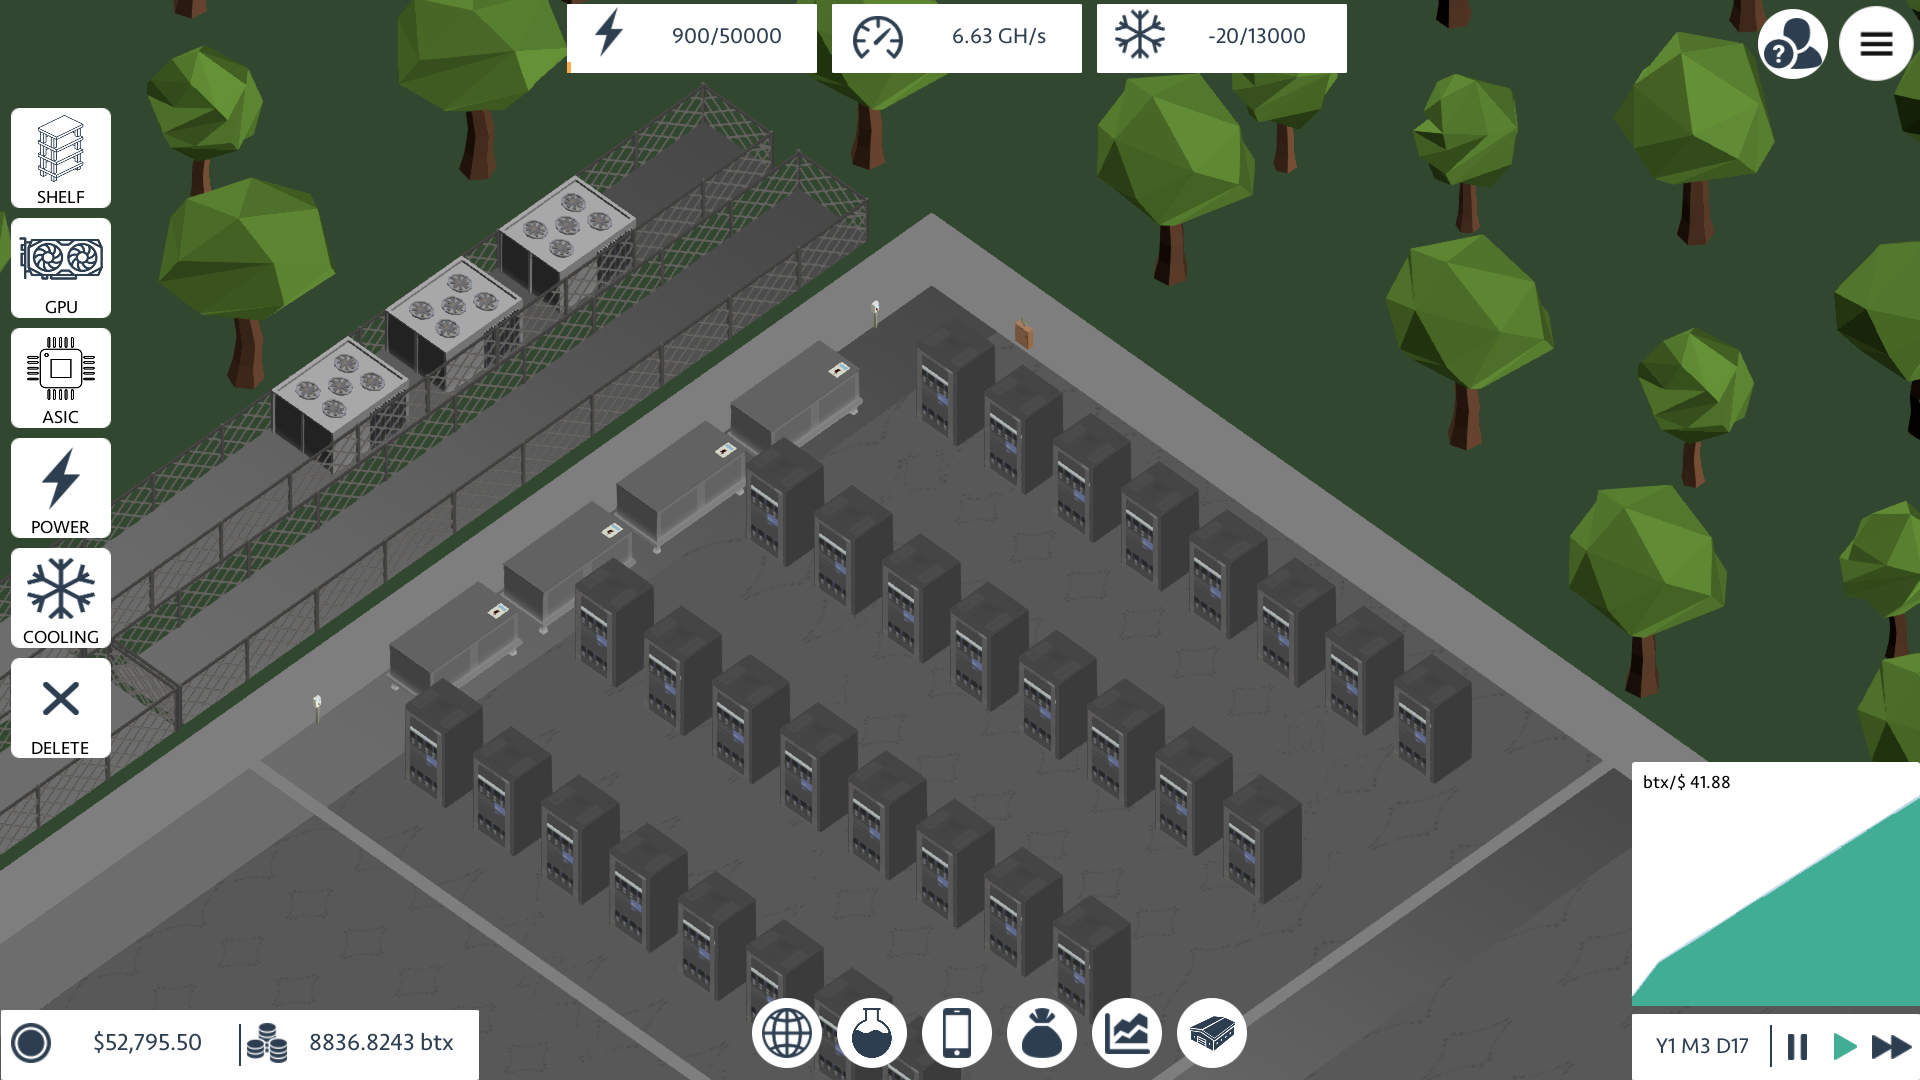 900/50000
6.63 GH/s
-20/13000
?
SHELF
GPU
ASIC
POWER
COOLING
DELETE
btx/$ 41.88
$52,795.50
8836.8243 btx
Y1 M3 D17